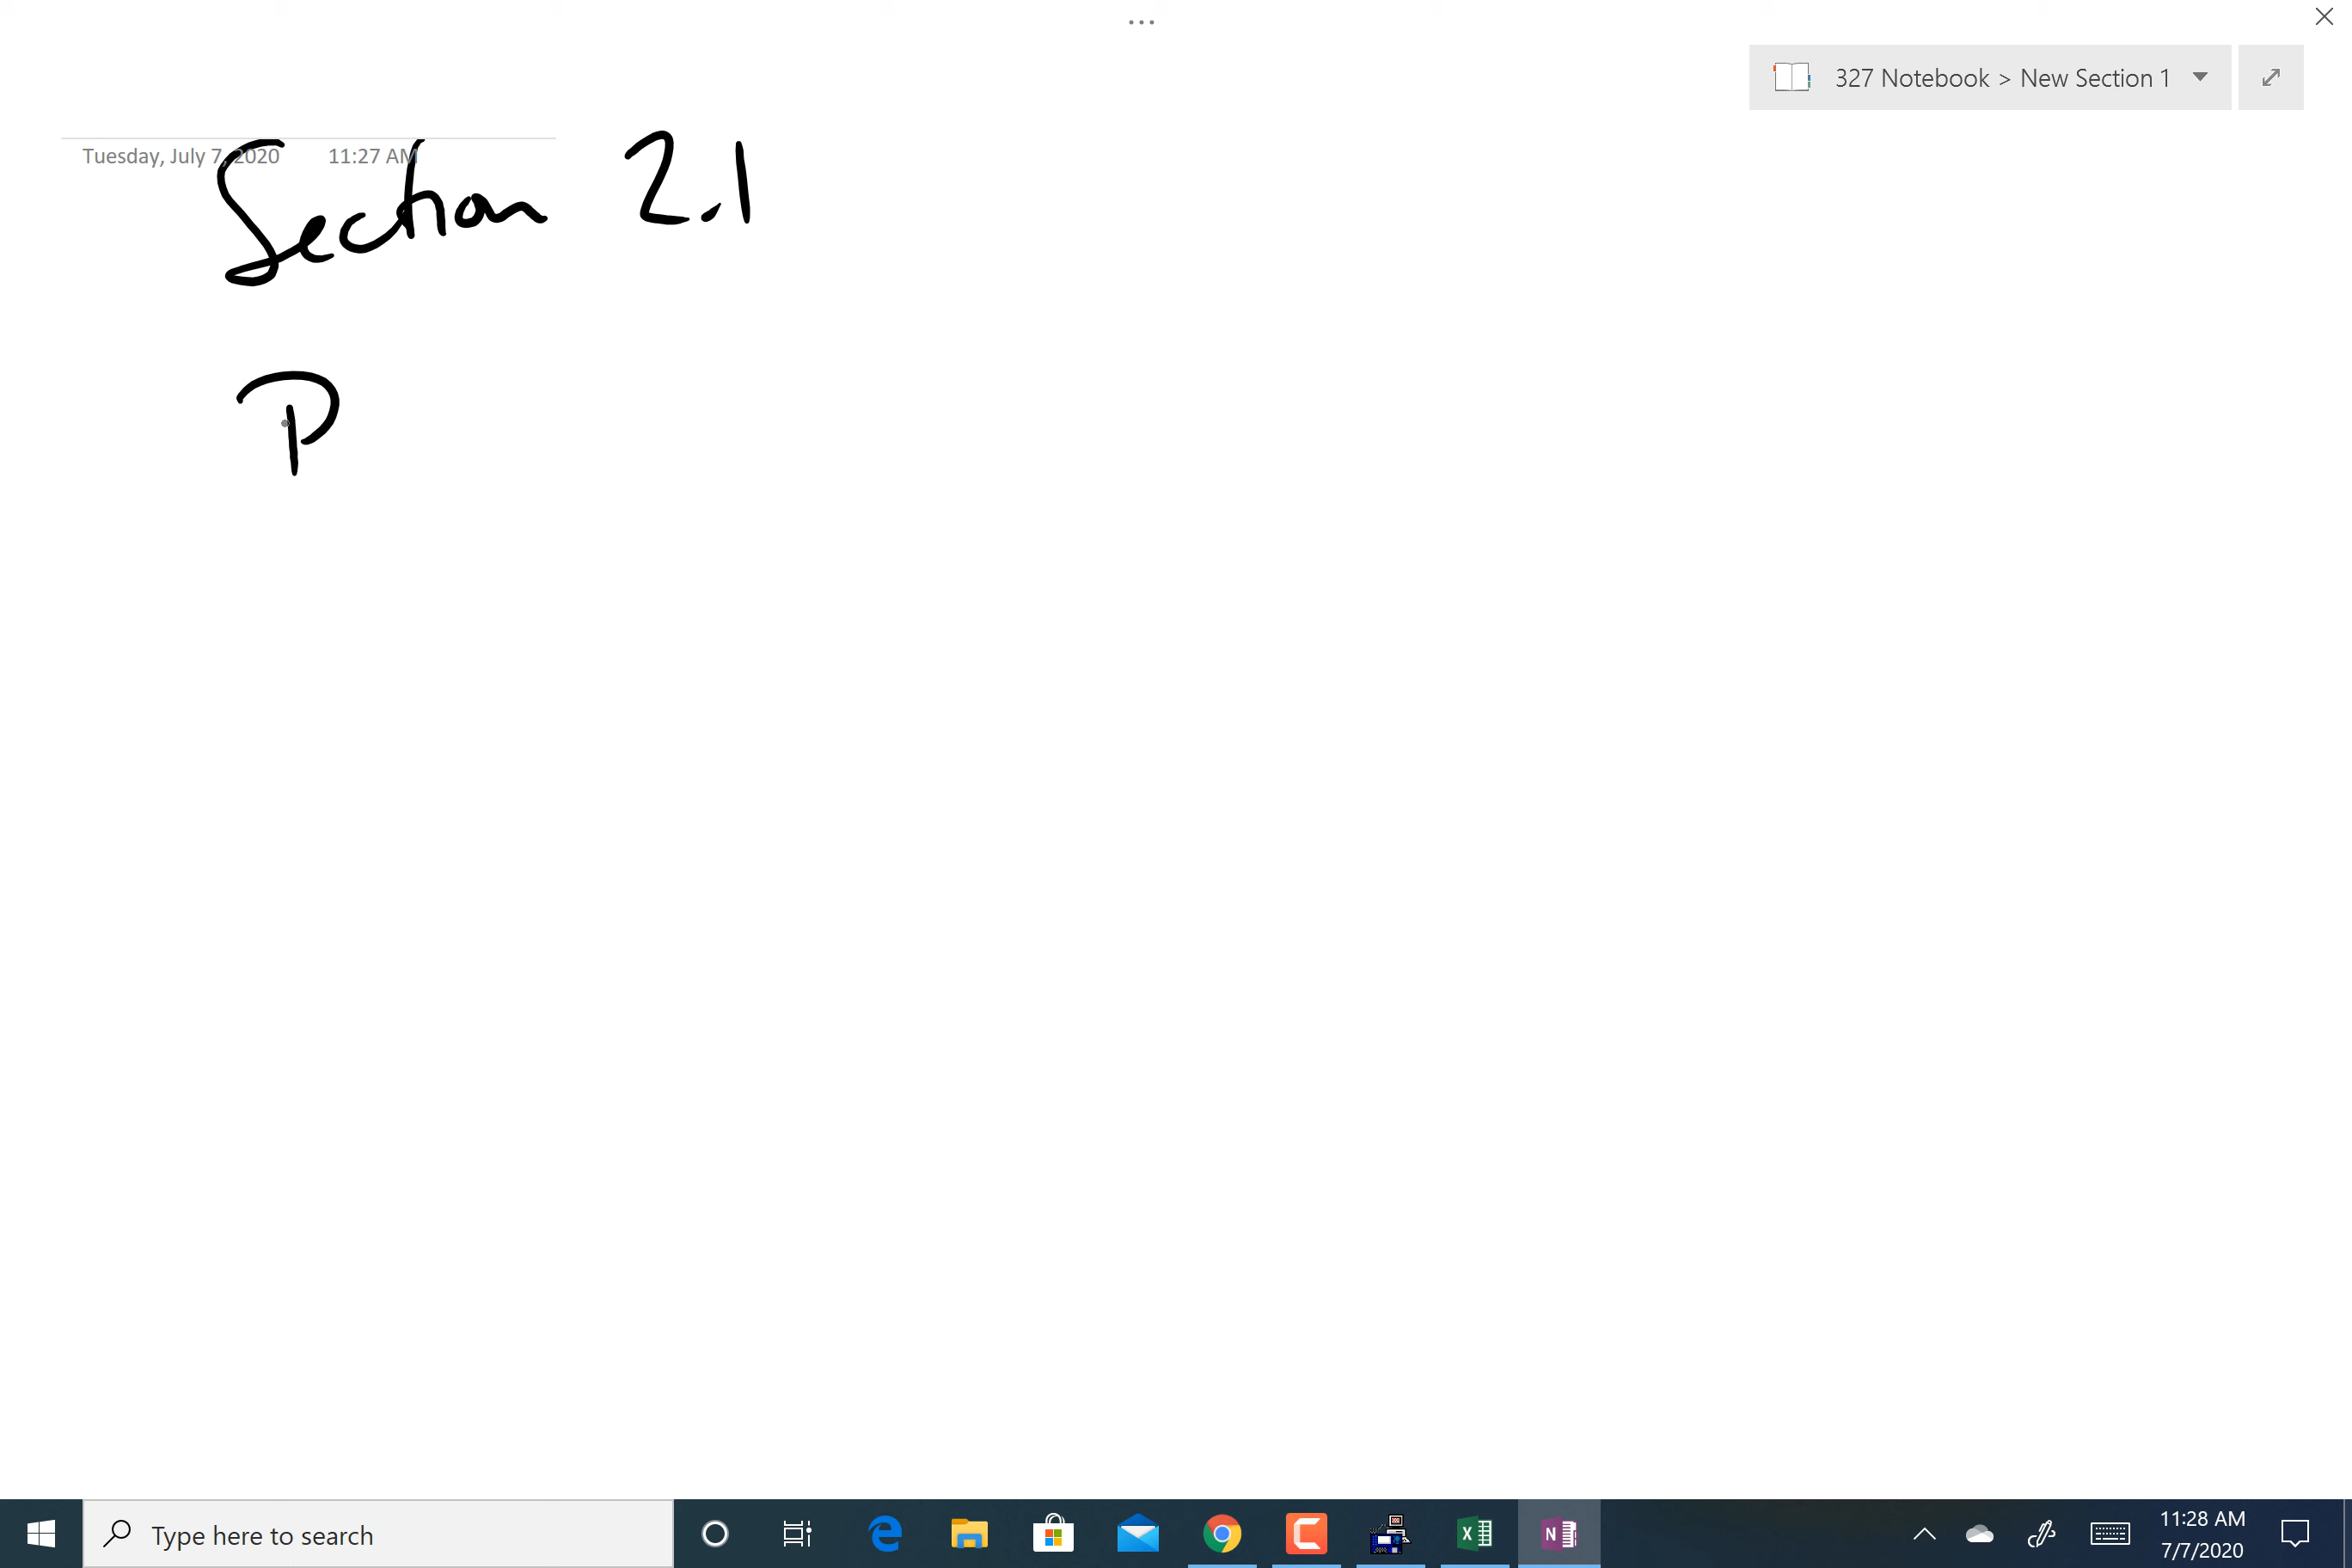 327 Notebook > New Section 1
Tuesday, July 7, 2020 11:27 AM
Section 2.1
P
Type here to search
11:28 AM
7/7/2020